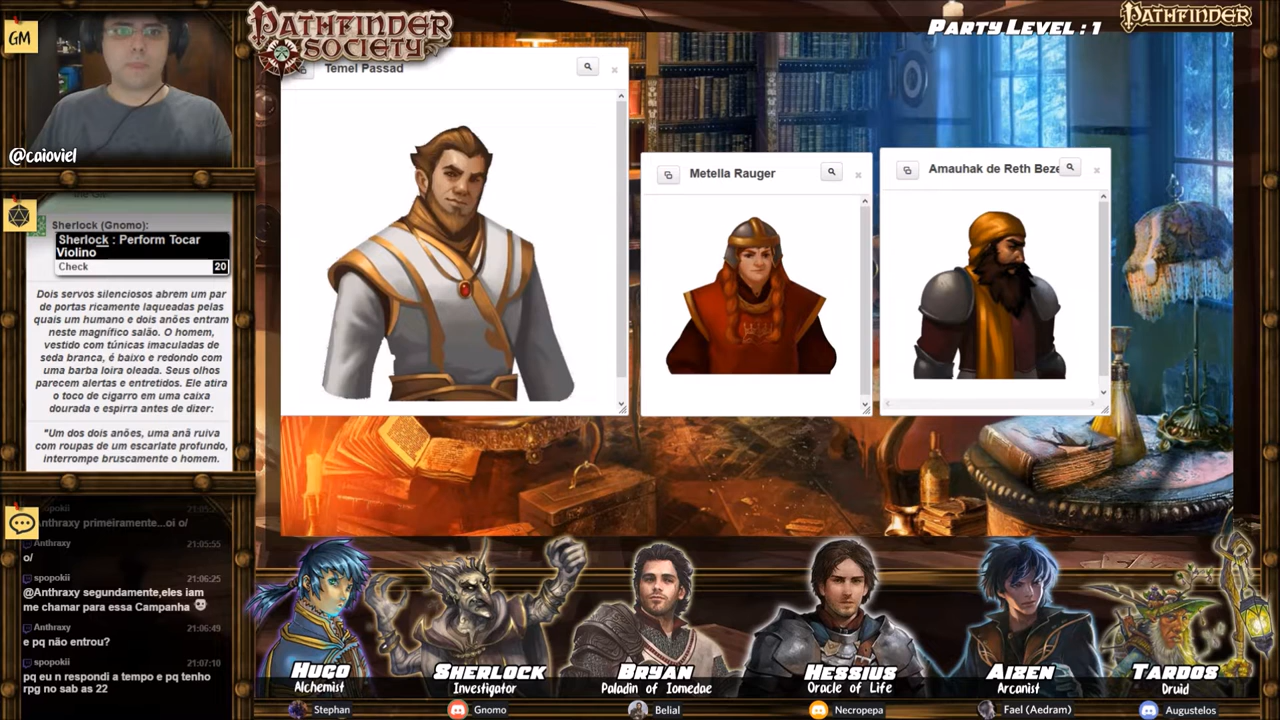 GM
@caioviel
PATHFINDER
SOCIETY
PARTY LEVEL : 1
PATHFINDER
Temel Passad
Metella Rauger
Amauhak de Reth Beze
Sherlock (Gnomo):
Sherlock : Perform Tocar
Violino
Check 20
Dois servos silenciosos abrem um par
de portas ricamente laqueadas pelas
quais um humano e dois anões entram
neste magnífico salão. O homem,
vestido com túnicas imaculadas de
seda branca, é baixo e redondo com
uma barba loira oleada. Seus olhos
parecem alertas e entretidos. Ele atira
o toco de cigarro em uma caixa
dourada e espirra antes de dizer:
"Um dos dois anões, uma anã ruiva
com roupas de um escarlate profundo,
interrompe bruscamente o homem.
spopokii
Anthraxy primeiramente...oi o/
Anthraxy 21:05:55
o/
spopokii 21:06:25
@Anthraxy segundamente,eles iam
me chamar para essa Campanha
Anthraxy 21:06:49
e pq não entrou?
spopokii 21:07:10
pq eu n respondi a tempo e pq tenho
rpg no sab as 22
HUGO
Alchemist
Stephan
SHERLOCK
Investigator
Gnomo
BRYAN
Paladin of Iomedae
Belial
HESSIUS
Oracle of Life
Necropepa
AIZEN
Arcanist
Fael (Aedram)
TARDOS
Druid
Augustelos